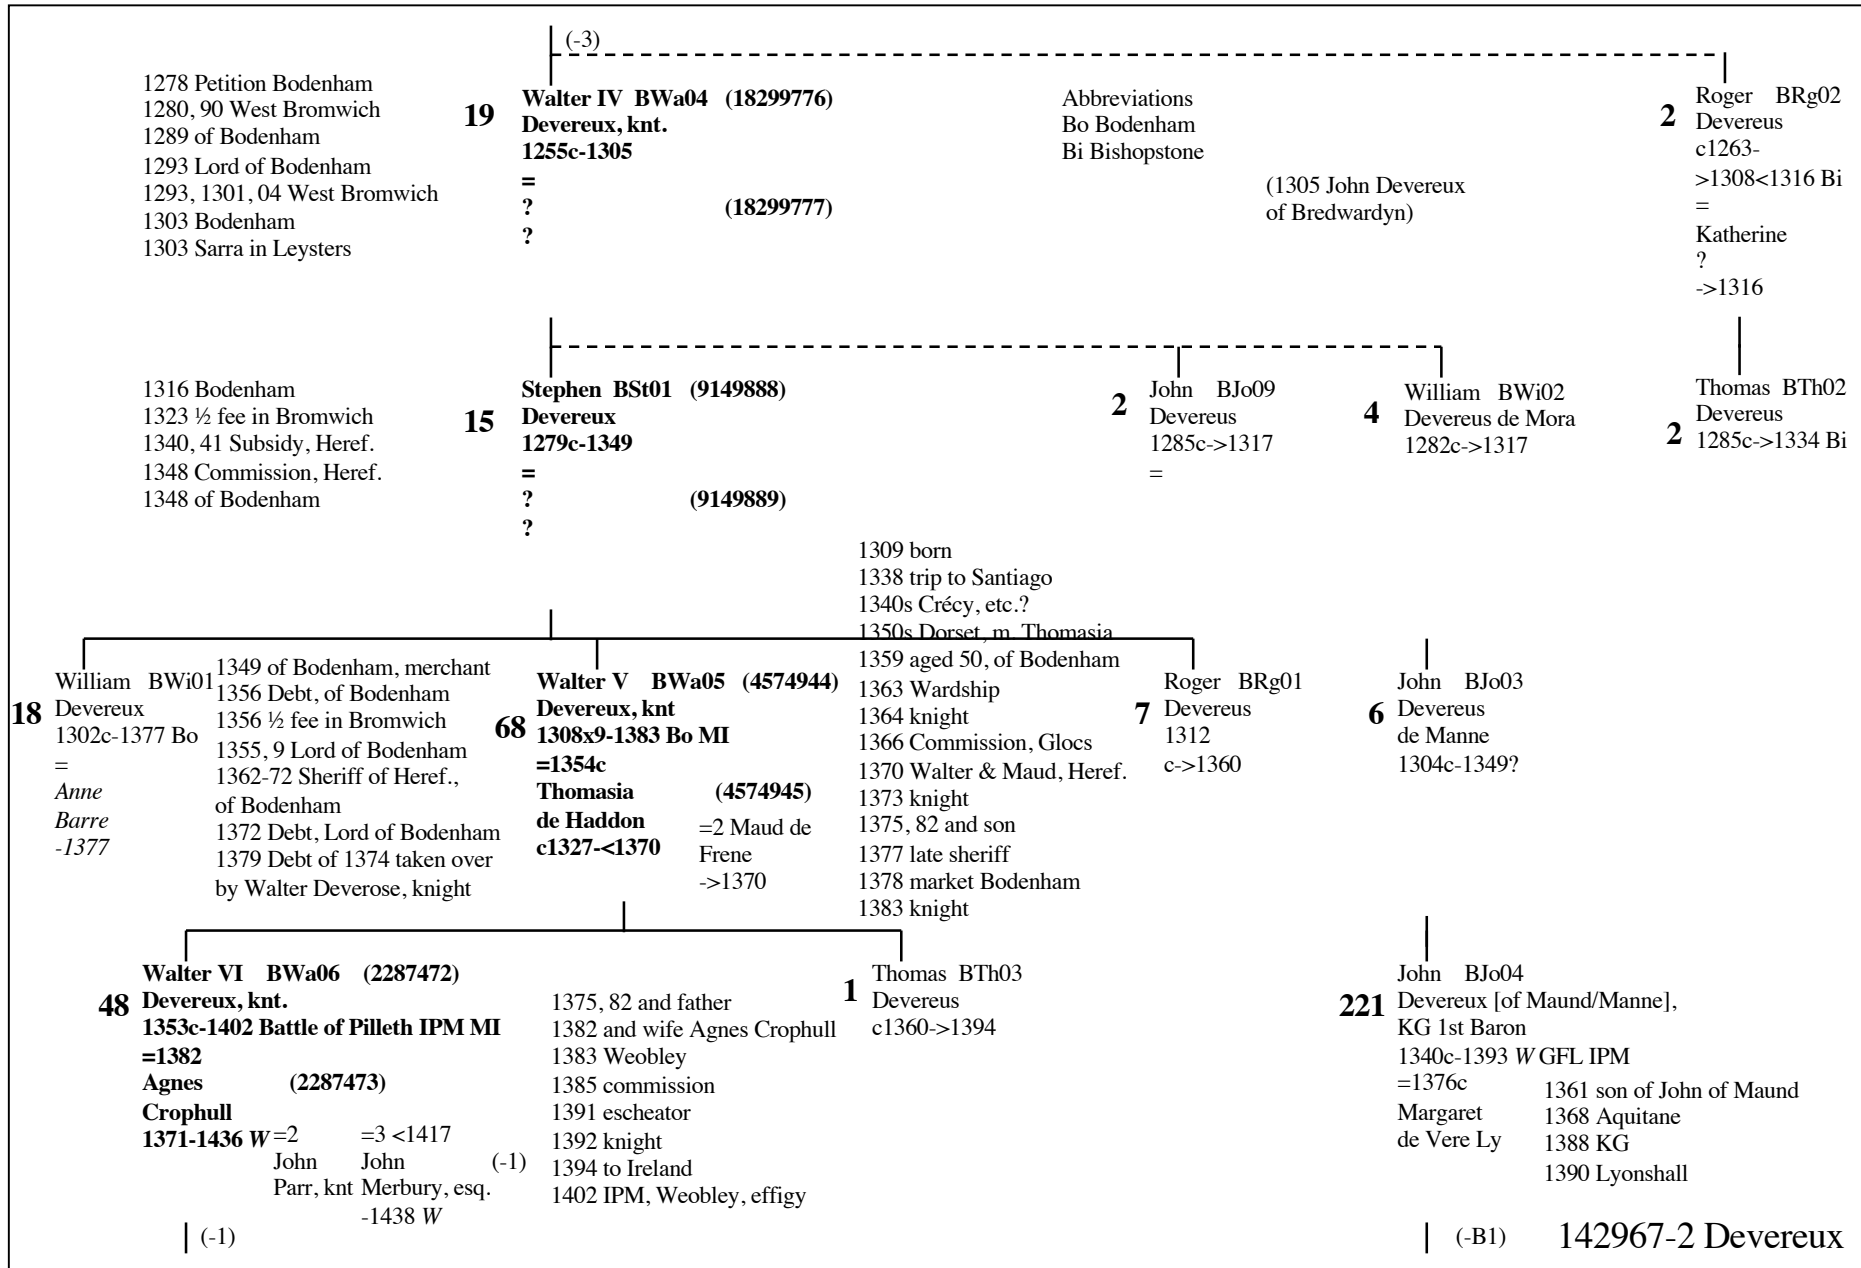 (-3)
1278 Petition Bodenham
1280, 90 West Bromwich
1289 of Bodenham
1293 Lord of Bodenham
1293, 1301, 04 West Bromwich
1303 Bodenham
1303 Sarra in Leysters
19
Walter IV BWa04 (18299776)
Devereux, knt.
1255c-1305
=
? (18299777)
?
Abbreviations
Bo Bodenham
Bi Bishopstone
(1305 John Devereux
of Bredwardyn)
2
Roger BRg02
Devereus
c1263-
>1308<1316 Bi
=
Katherine
?
->1316
1316 Bodenham
1323 ½ fee in Bromwich
1340, 41 Subsidy, Heref.
1348 Commission, Heref.
1348 of Bodenham
15
Stephen BSt01 (9149888)
Devereux
1279c-1349
=
? (9149889)
?
2
John BJo09
Devereus
1285c->1317
=
4
William BWi02
Devereus de Mora
1282c->1317
2
Thomas BTh02
Devereus
1285c->1334 Bi
18
William BWi01
Devereux
1302c-1377 Bo
=
Anne
Barre
-1377
1349 of Bodenham, merchant
1356 Debt, of Bodenham
1356 ½ fee in Bromwich
1355, 9 Lord of Bodenham
1362-72 Sheriff of Heref.,
of Bodenham
1372 Debt, Lord of Bodenham
1379 Debt of 1374 taken over
by Walter Deverose, knight
68
Walter V BWa05 (4574944)
Devereux, knt
1308x9-1383 Bo MI
=1354c
Thomasia (4574945)
de Haddon
c1327-<1370
=2 Maud de
Frene
->1370
1309 born
1338 trip to Santiago
1340s Crécy, etc.?
1350s Dorset, m. Thomasia
1359 aged 50, of Bodenham
1363 Wardship
1364 knight
1366 Commission, Glocs
1370 Walter & Maud, Heref.
1373 knight
1375, 82 and son
1377 late sheriff
1378 market Bodenham
1383 knight
7
Roger BRg01
Devereus
1312
c->1360
6
John BJo03
Devereus
de Manne
1304c-1349?
48
Walter VI BWa06 (2287472)
Devereux, knt.
1353c-1402 Battle of Pilleth IPM MI
=1382
Agnes (2287473)
Crophull
1371-1436 W
=2
John
Parr, knt
=3 <1417
John
Merbury, esq.
-1438 W
(-1)
1375, 82 and father
1382 and wife Agnes Crophull
1383 Weobley
1385 commission
1391 escheator
1392 knight
1394 to Ireland
1402 IPM, Weobley, effigy
1
Thomas BTh03
Devereus
c1360->1394
221
John BJo04
Devereux [of Maund/Manne],
KG 1st Baron
1340c-1393 W GFL IPM
=1376c
Margaret
de Vere Ly
1361 son of John of Maund
1368 Aquitane
1388 KG
1390 Lyonshall
(-1)
(-B1)
142967-2 Devereux